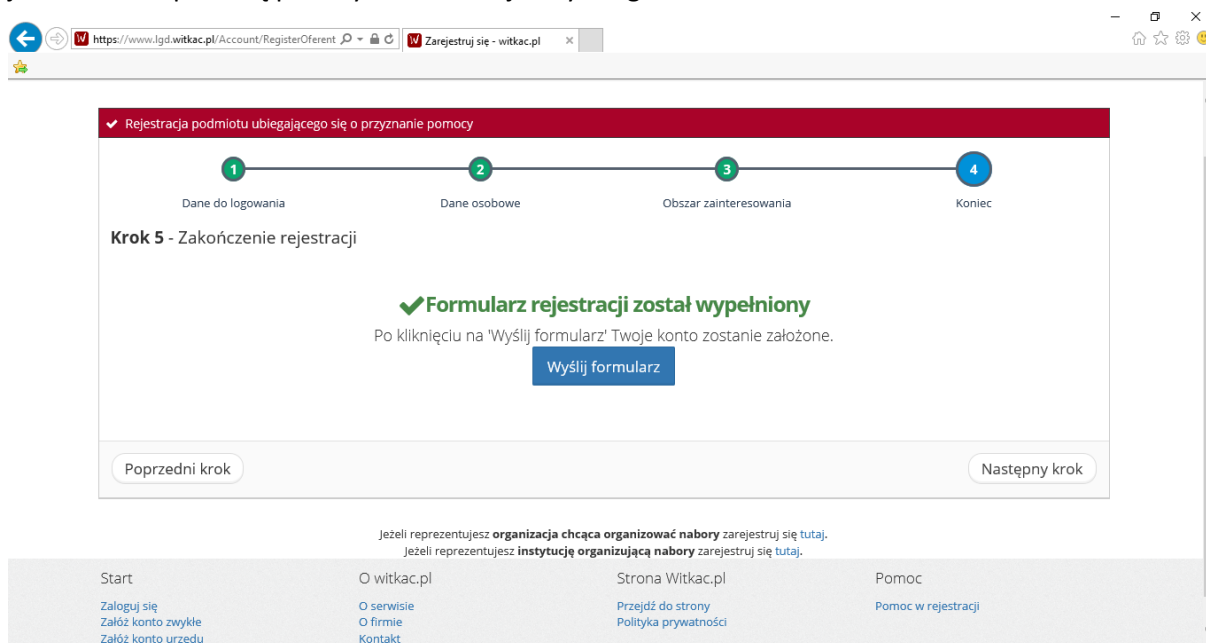 https://www.lgd.witkac.pl/Account/RegisterOferent
Zarejestruj się - witkac.pl
Rejestracja podmiotu ubiegającego się o przyznanie pomocy
1 2 3 4
Dane do logowania Dane osobowe Obszar zainteresowania Koniec
Krok 5 - Zakończenie rejestracji
Formularz rejestracji został wypełniony
Po kliknięciu na 'Wyślij formularz' Twoje konto zostanie założone.
Wyślij formularz
Poprzedni krok Następny krok
Jeżeli reprezentujesz organizacja chcąca organizować nabory zarejestruj się tutaj.
Jeżeli reprezentujesz instytucję organizującą nabory zarejestruj się tutaj.
Start O witkac.pl Strona Witkac.pl Pomoc
Zaloguj się O serwisie Przejdź do strony Pomoc w rejestracji
Załóż konto zwykłe O firmie Polityka prywatności
Załóż konto urzędu Kontakt